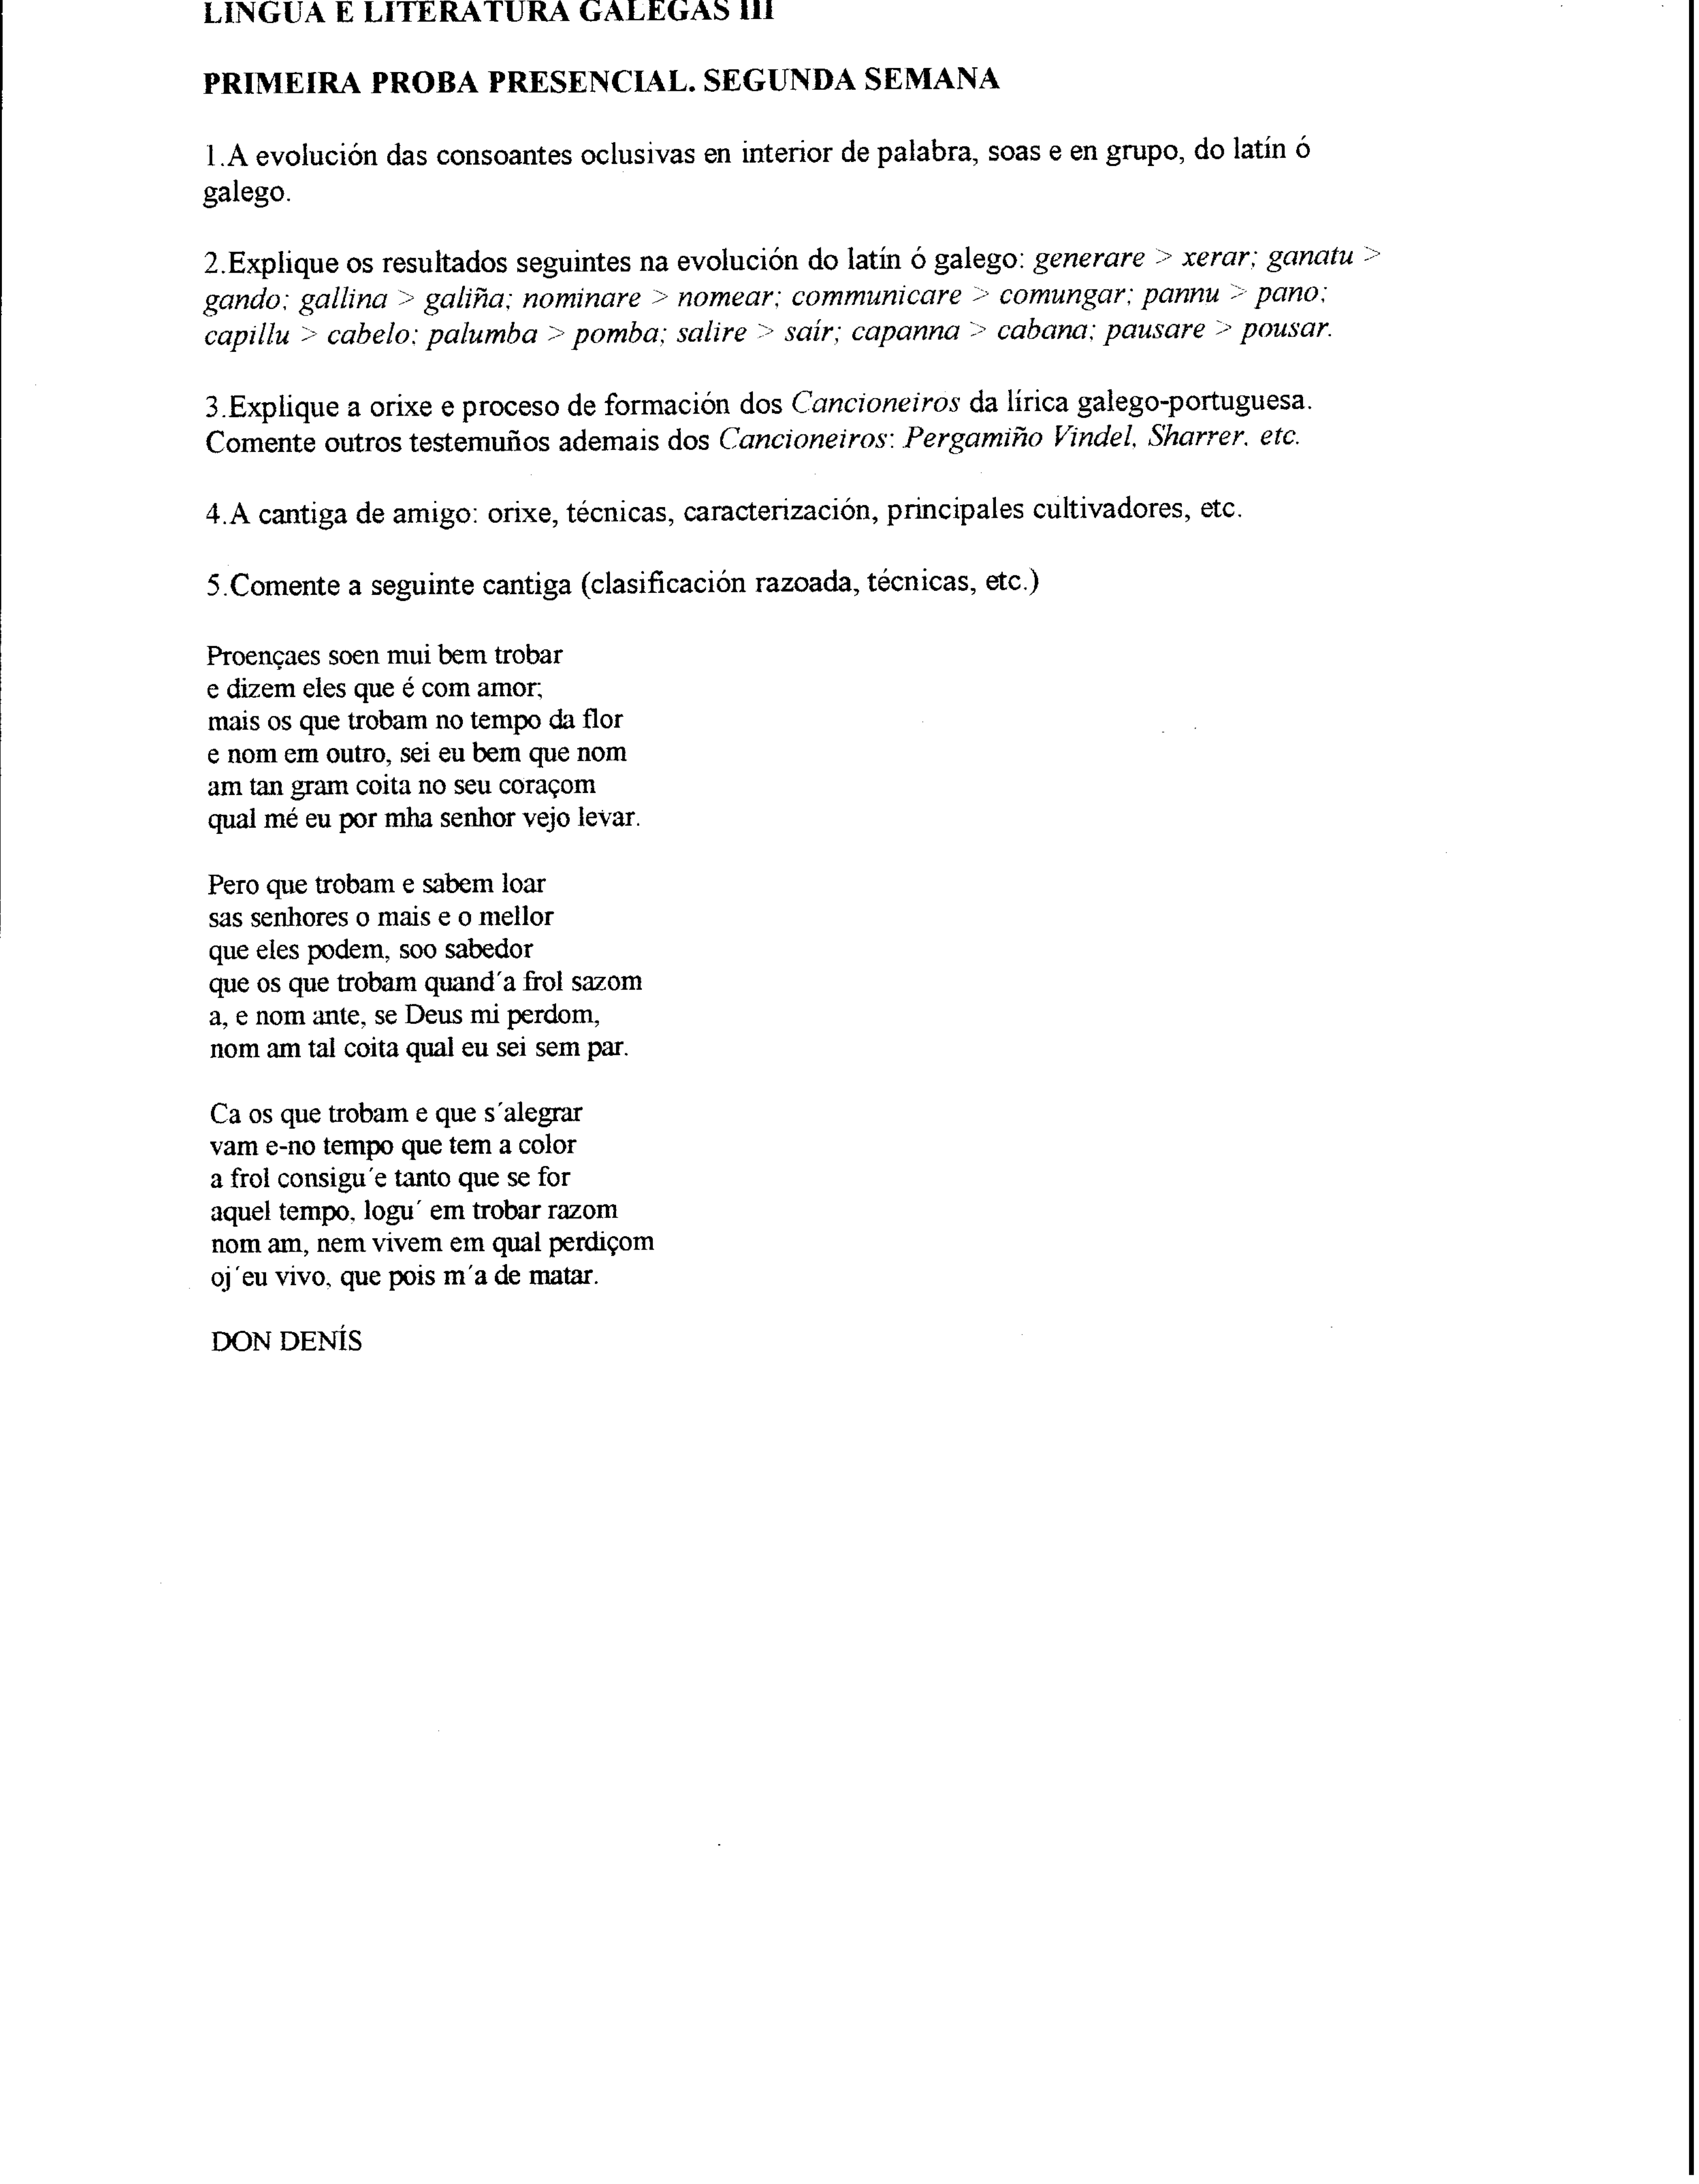 LINGUA E LITERATURA GALEGAS III
PRIMEIRA PROBA PRESENCIAL. SEGUNDA SEMANA
1.A evolución das consoantes oclusivas en interior de palabra, soas e en grupo, do latín ó
galego.
2.Explique os resultados seguintes na evolución do latín ó galego: generare > xerar; ganatu >
gando; gallina > galiña; nominare > nomear; communicare > comungar; pannu > pano;
capillu > cabelo; palumba > pomba; salire > saír; capanna > cabana; pausare > pousar.
3.Explique a orixe e proceso de formación dos Cancioneiros da lírica galego-portuguesa.
Comente outros testemuños ademais dos Cancioneiros: Pergamiño Vindel, Sharrer, etc.
4.A cantiga de amigo: orixe, técnicas, caracterización, principales cultivadores, etc.
5.Comente a seguinte cantiga (clasificación razoada, técnicas, etc.)
Proençaes soen mui bem trobar
e dizem eles que é com amor;
mais os que trobam no tempo da flor
e nom em outro, sei eu bem que nom
am tan gram coita no seu coraçom
qual mé eu por mha senhor vejo levar.
Pero que trobam e sabem loar
sas senhores o mais e o mellor
que eles podem, soo sabedor
que os que trobam quand´a frol sazom
a, e nom ante, se Deus mi perdom,
nom am tal coita qual eu sei sem par.
Ca os que trobam e que s´alegrar
vam e-no tempo que tem a color
a frol consigu´e tanto que se for
aquel tempo, logu´ em trobar razom
nom am, nem vivem em qual perdiçom
oj´eu vivo, que pois m´a de matar.
DON DENÍS